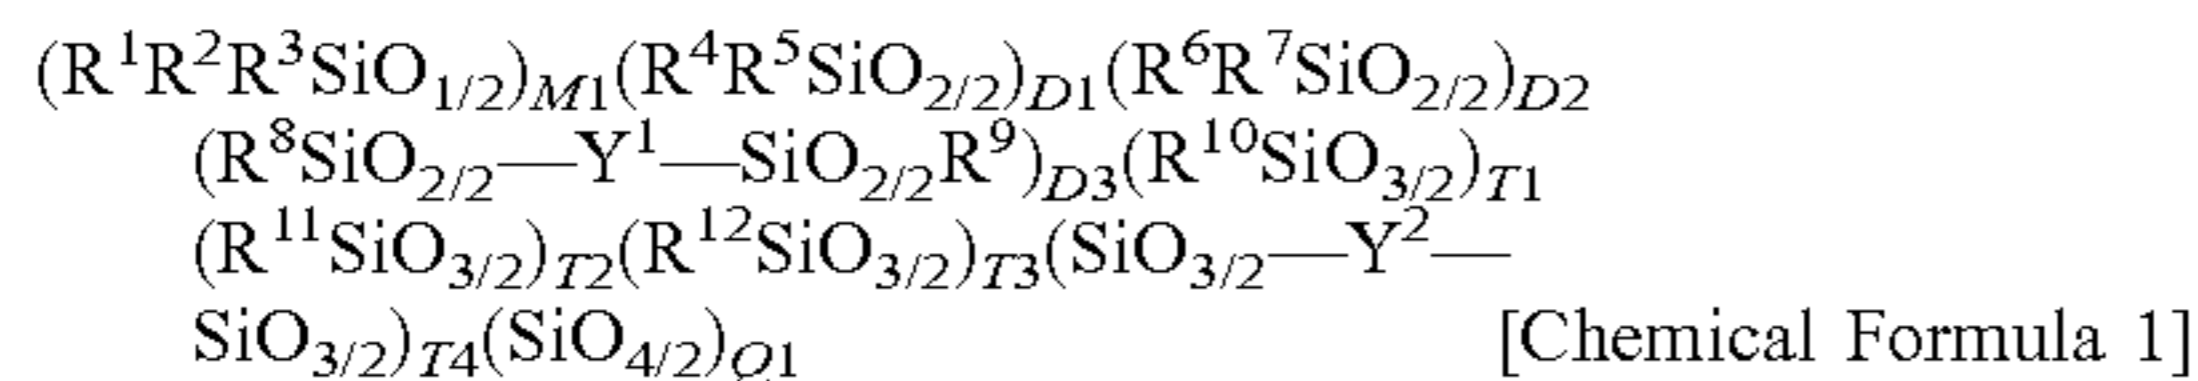 (R¹R²R³SiO₁/₂)M1(R⁴R⁵SiO₂/₂)D1(R⁶R⁷SiO₂/₂)D2
(R⁸SiO₂/₂—Y¹—SiO₂/₂R⁹)D3(R¹⁰SiO₃/₂)T1
(R¹¹SiO₃/₂)T2(R¹²SiO₃/₂)T3(SiO₃/₂—Y²—
SiO₃/₂)T4(SiO₄/₂)Q1 [Chemical Formula 1]